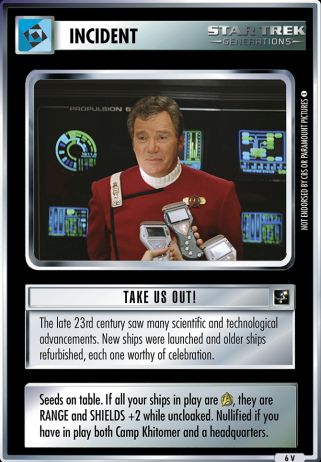 INCIDENT
STAR TREK
GENERATIONS
PROPULSION 6
NOT ENDORSED BY CBS OR PARAMOUNT PICTURES
TAKE US OUT!
The late 23rd century saw many scientific and technological
advancements. New ships were launched and older ships
refurbished, each one worthy of celebration.
Seeds on table. If all your ships in play are , they are
RANGE and SHIELDS +2 while uncloaked. Nullified if you
have in play both Camp Khitomer and a headquarters.
6 V